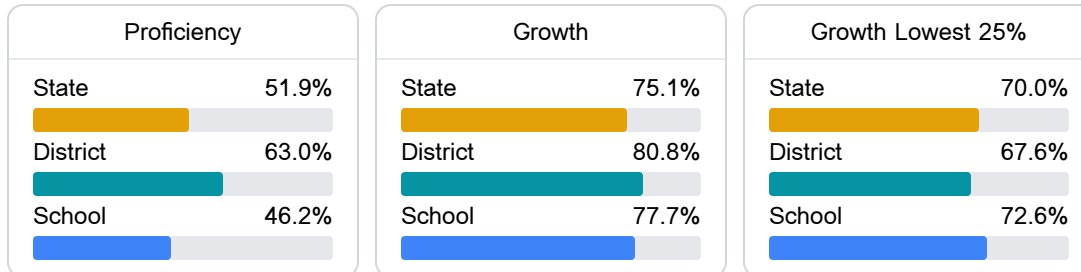 Proficiency
State 51.9%
District 63.0%
School 46.2%
Growth
State 75.1%
District 80.8%
School 77.7%
Growth Lowest 25%
State 70.0%
District 67.6%
School 72.6%